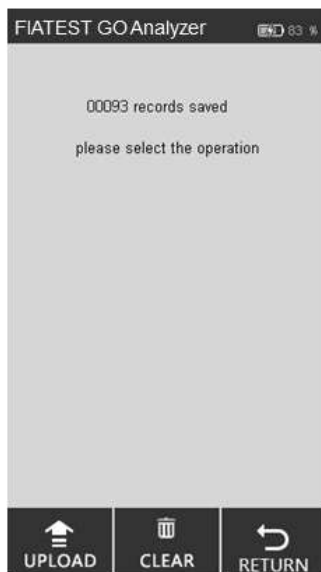 FIATEST GO Analyzer 83 %
00093 records saved
please select the operation
UPLOAD CLEAR RETURN